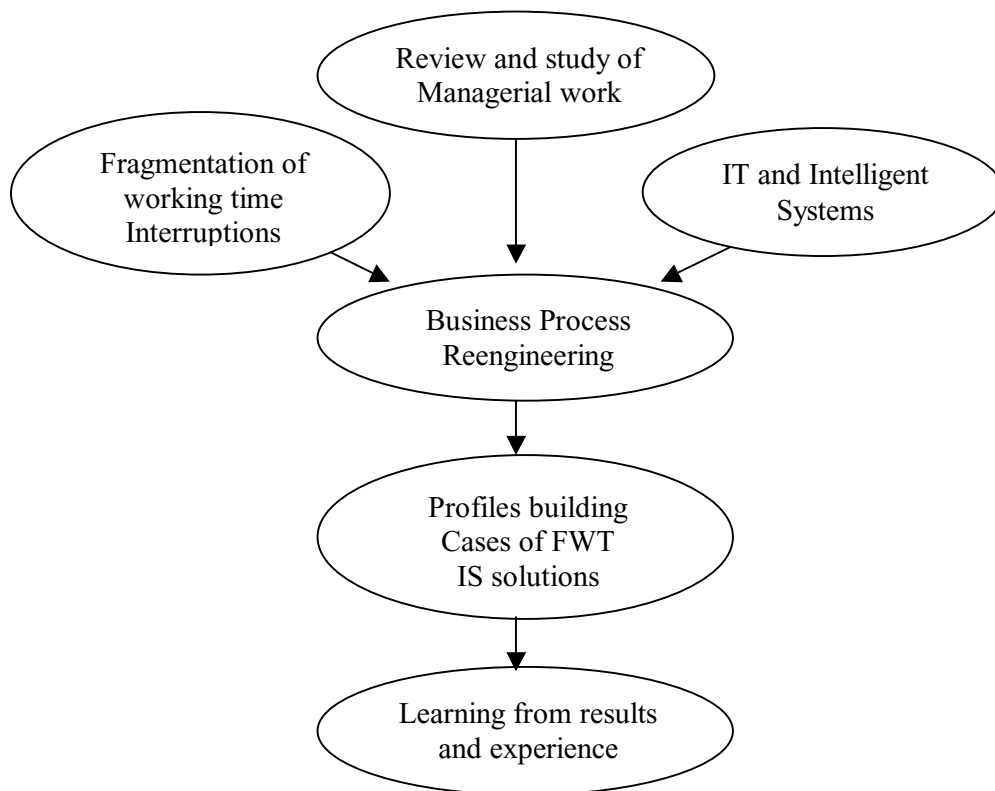 Review and study of
Managerial work
Fragmentation of
working time
Interruptions
IT and Intelligent
Systems
Business Process
Reengineering
Profiles building
Cases of FWT
IS solutions
Learning from results
and experience